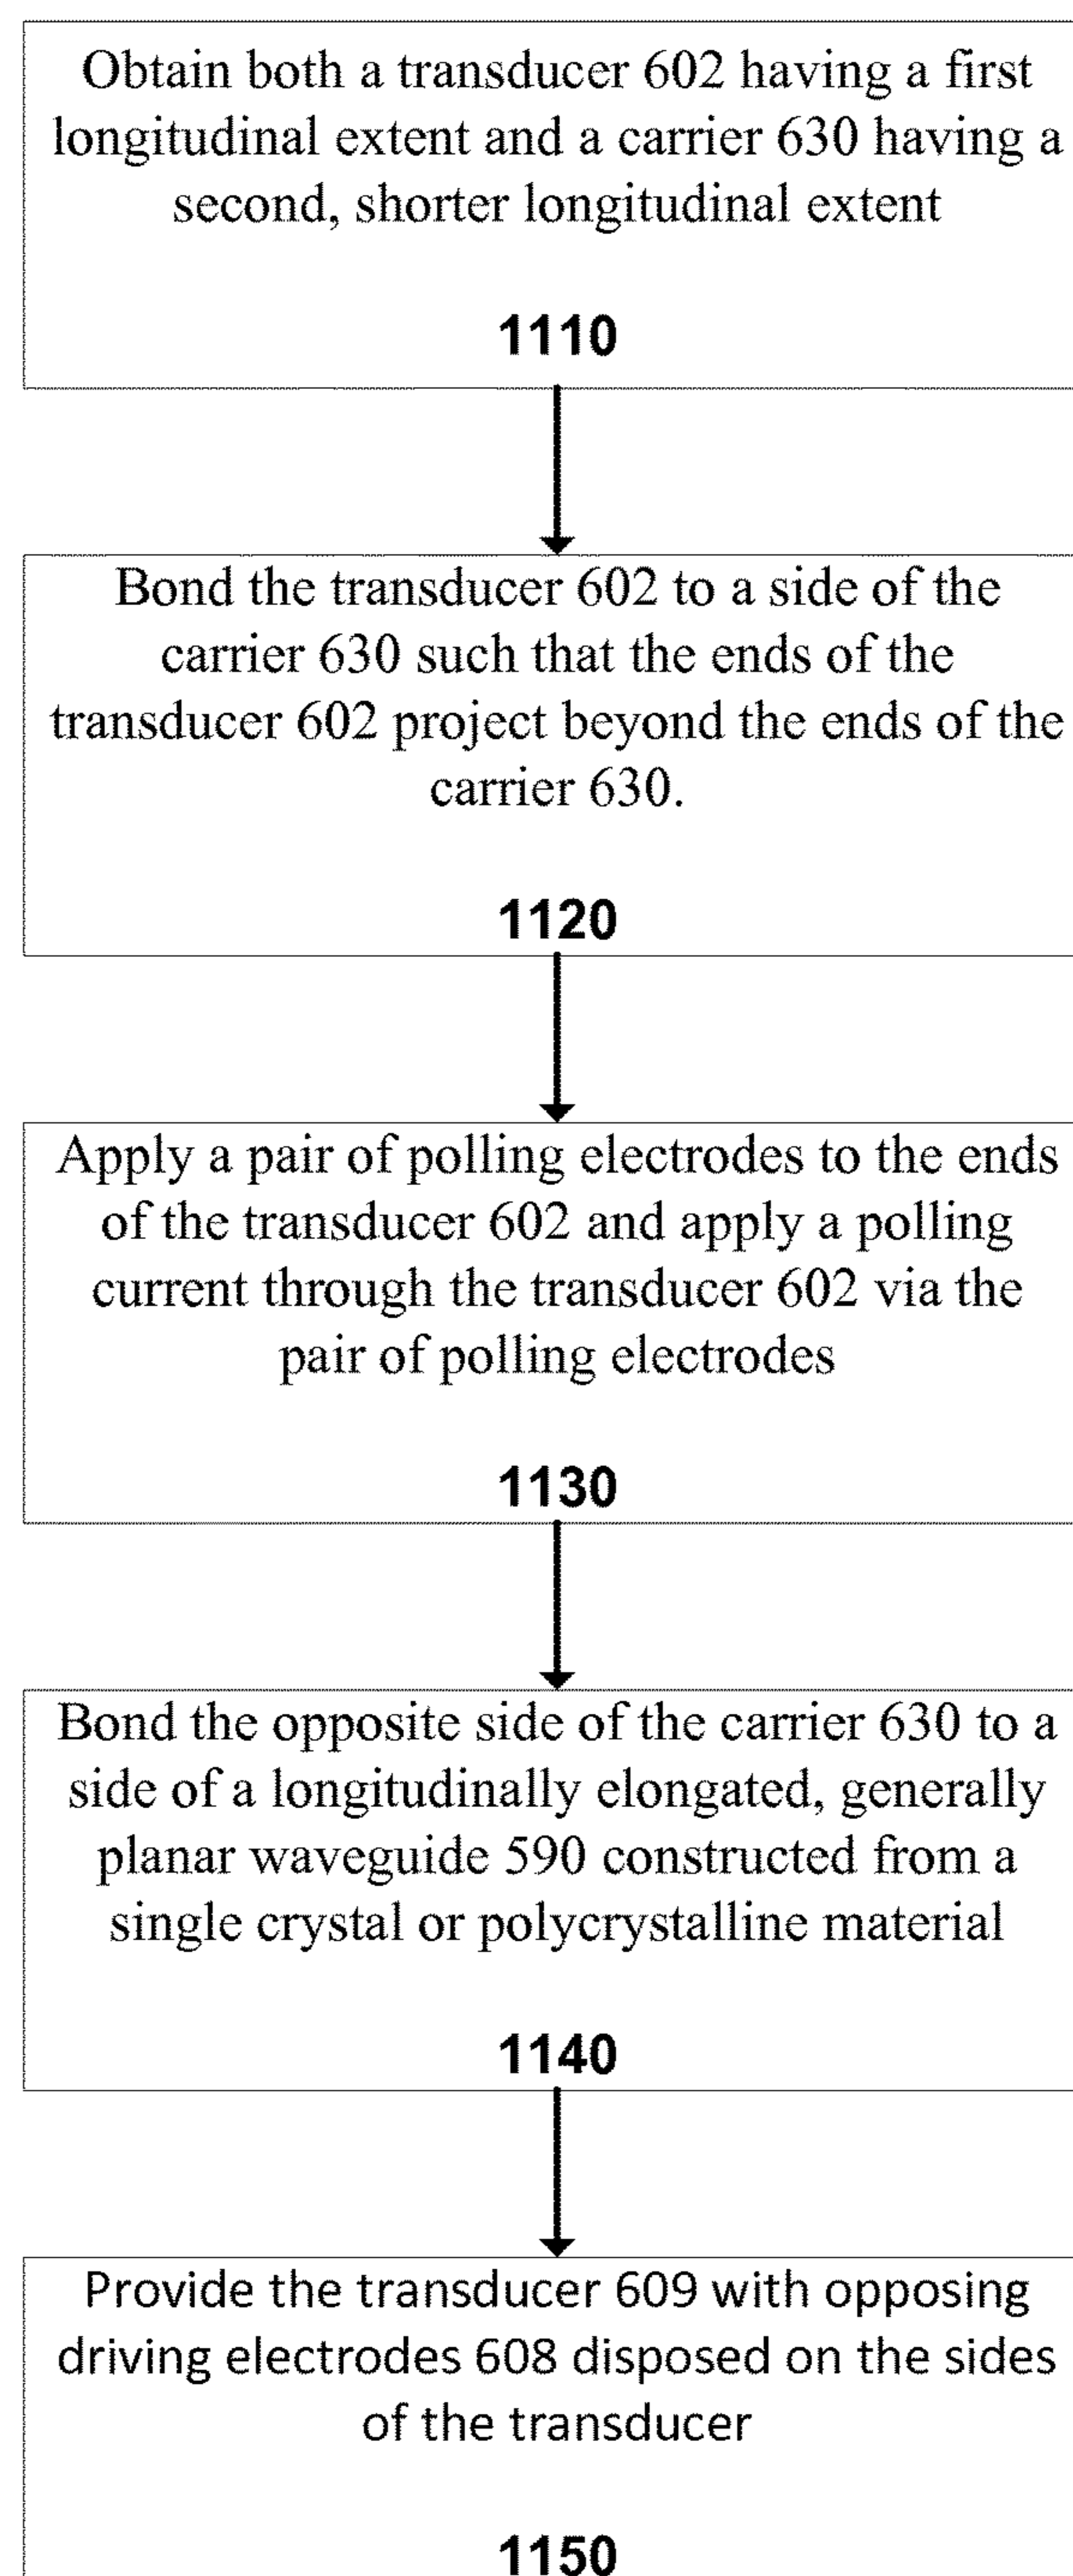 Obtain both a transducer 602 having a first
longitudinal extent and a carrier 630 having a
second, shorter longitudinal extent
1110
Bond the transducer 602 to a side of the
carrier 630 such that the ends of the
transducer 602 project beyond the ends of the
carrier 630.
1120
Apply a pair of polling electrodes to the ends
of the transducer 602 and apply a polling
current through the transducer 602 via the
pair of polling electrodes
1130
Bond the opposite side of the carrier 630 to a
side of a longitudinally elongated, generally
planar waveguide 590 constructed from a
single crystal or polycrystalline material
1140
Provide the transducer 609 with opposing
driving electrodes 608 disposed on the sides
of the transducer
1150